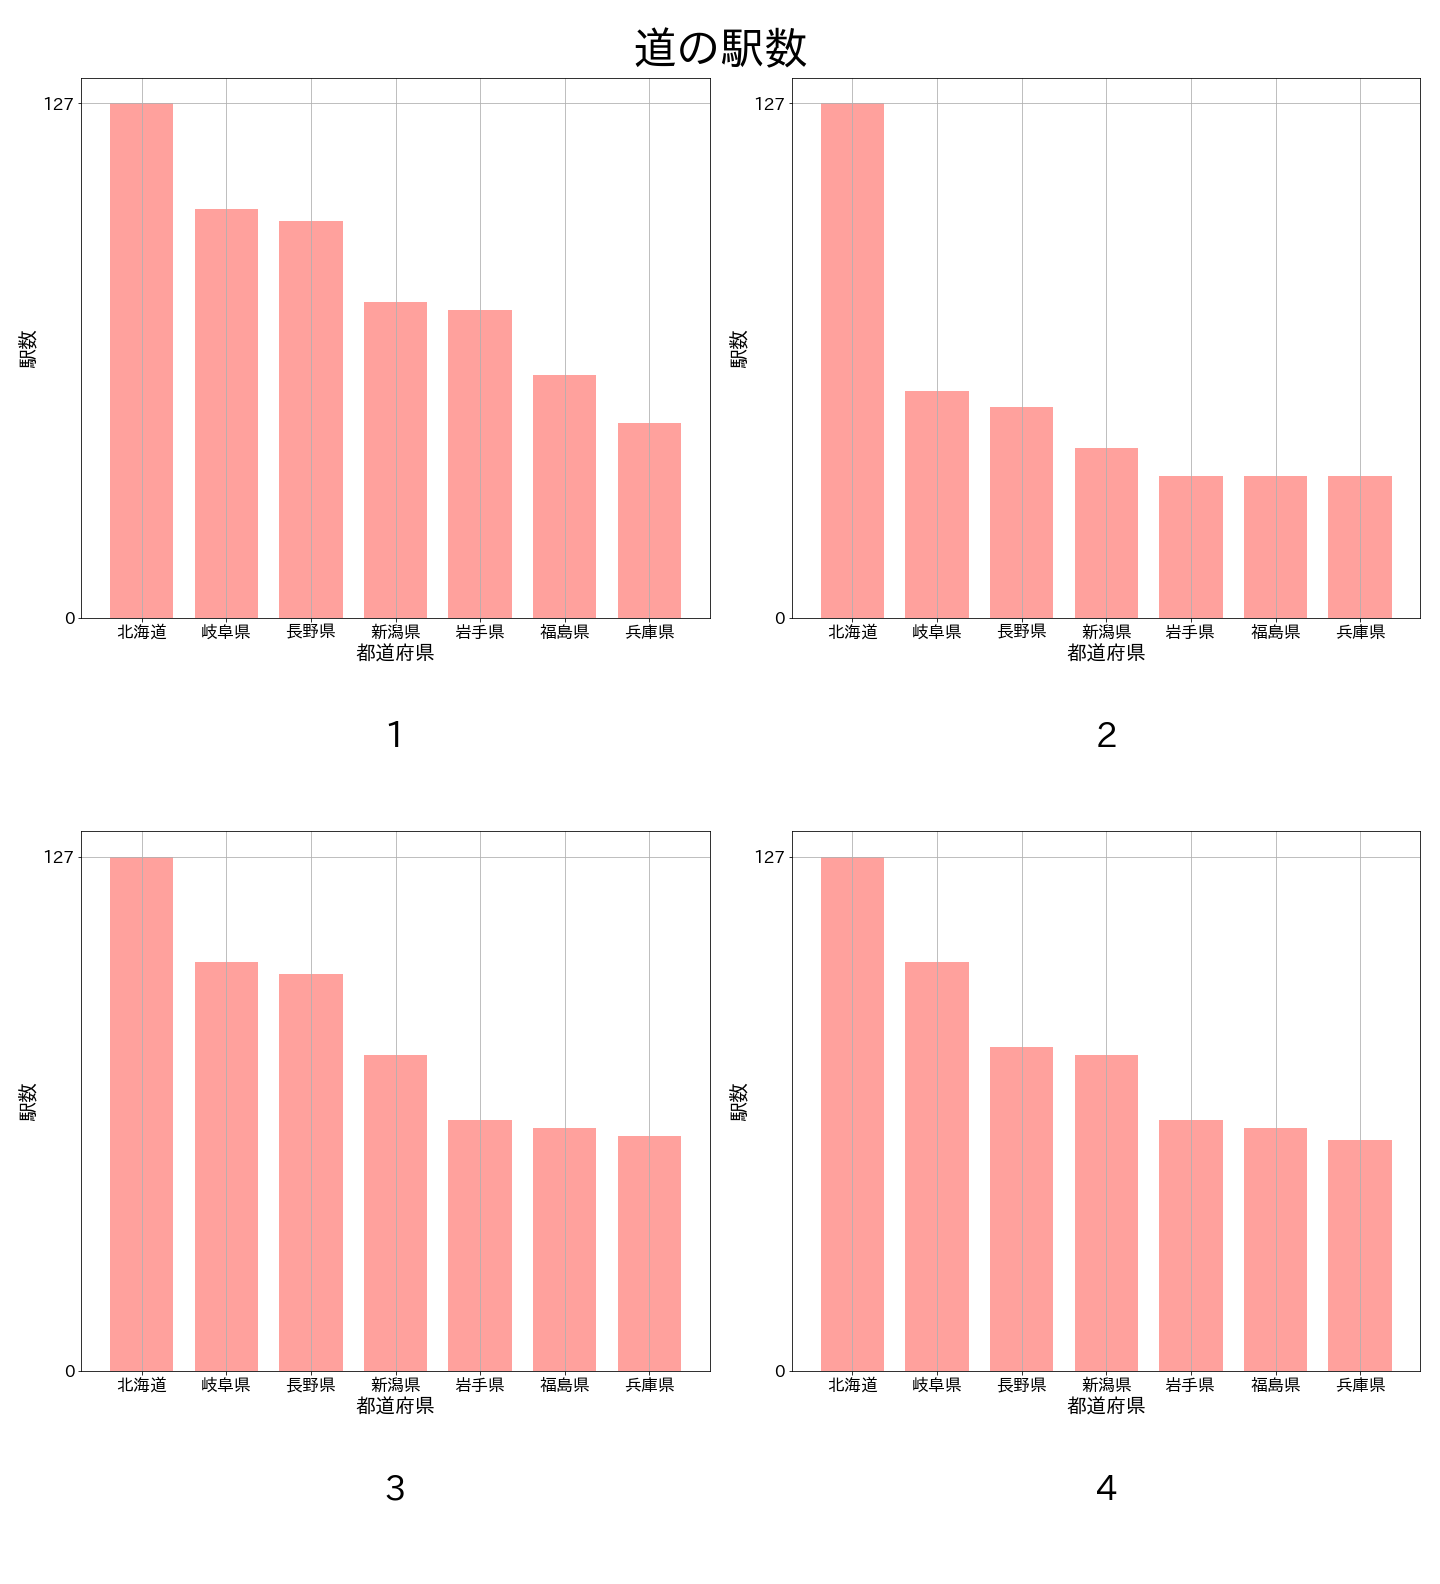 道の駅数
127
0
駅数
北海道 岐阜県 長野県 新潟県 岩手県 福島県 兵庫県
都道府県
1
127
0
駅数
北海道 岐阜県 長野県 新潟県 岩手県 福島県 兵庫県
都道府県
2
127
0
駅数
北海道 岐阜県 長野県 新潟県 岩手県 福島県 兵庫県
都道府県
3
127
0
駅数
北海道 岐阜県 長野県 新潟県 岩手県 福島県 兵庫県
都道府県
4